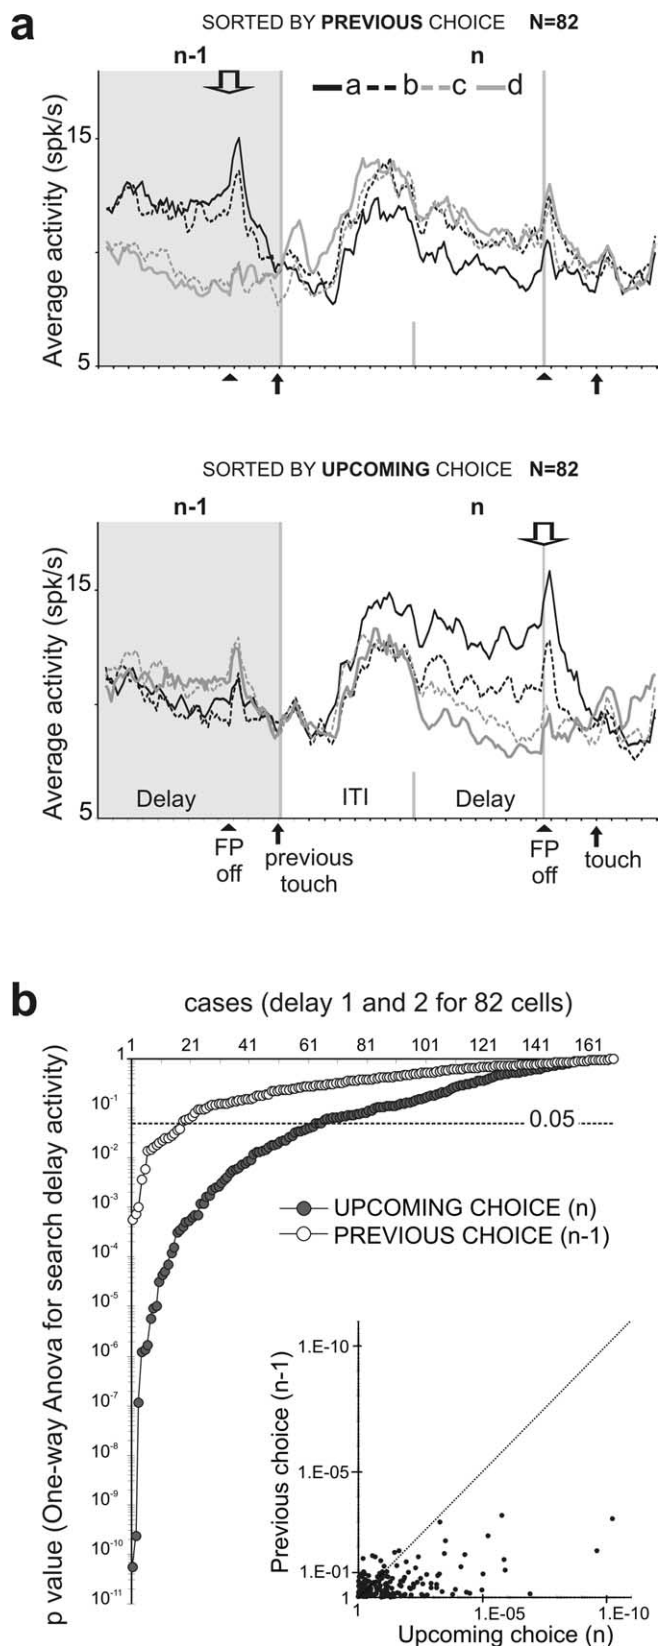 a
SORTED BY PREVIOUS CHOICE N=82
n-1 n
a b c d
15
5
Average activity (spk/s)
SORTED BY UPCOMING CHOICE N=82
n-1 n
15
5
Average activity (spk/s)
Delay ITI Delay
FP off previous touch FP off touch
b
cases (delay 1 and 2 for 82 cells)
1 21 41 61 81 101 121 141 161
1
10⁻¹
10⁻²
10⁻³
10⁻⁴
10⁻⁵
10⁻⁶
10⁻⁷
10⁻⁸
10⁻⁹
10⁻¹⁰
10⁻¹¹
p value (One-way Anova for search delay activity)
0.05
UPCOMING CHOICE (n)
PREVIOUS CHOICE (n-1)
Previous choice (n-1)
1.E-10
1.E-05
1.E-01
1
1 1.E-05 1.E-10
Upcoming choice (n)